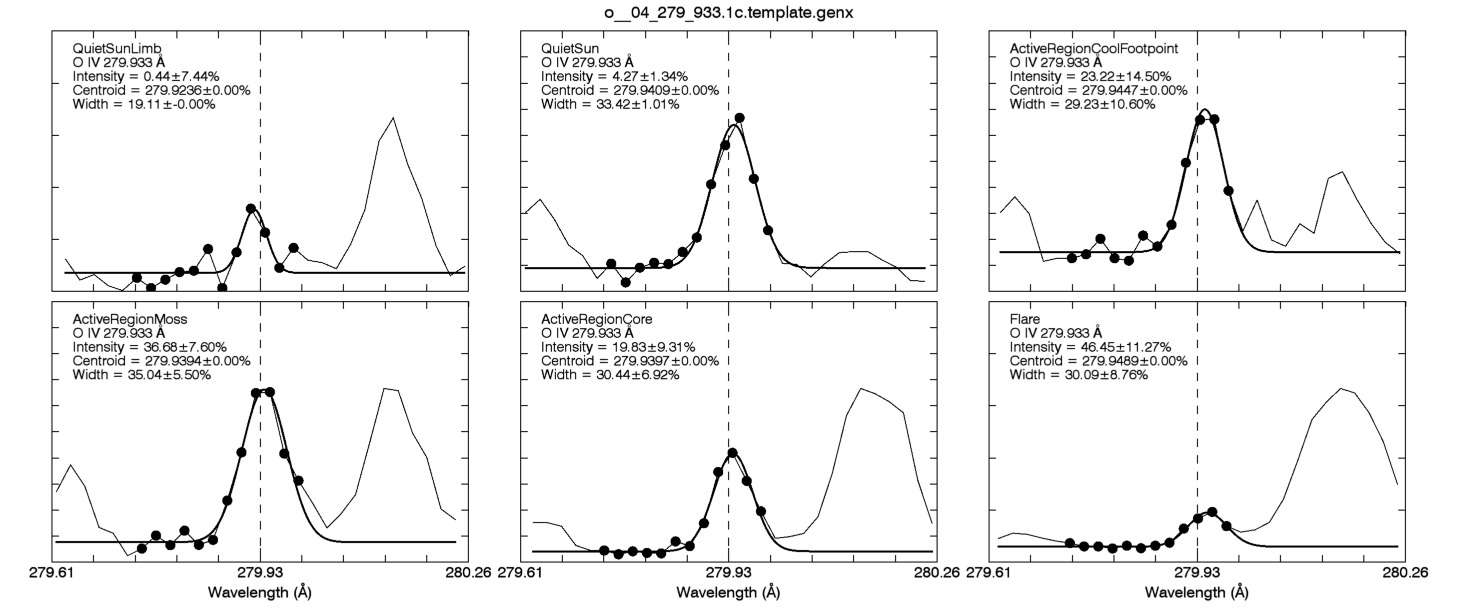 o__04_279_933.1c.template.genx
QuietSunLimb
O IV 279.933 Å
Intensity = 0.44±7.44%
Centroid = 279.9236±0.00%
Width = 19.11±-0.00%
QuietSun
O IV 279.933 Å
Intensity = 4.27±1.34%
Centroid = 279.9409±0.00%
Width = 33.42±1.01%
ActiveRegionCoolFootpoint
O IV 279.933 Å
Intensity = 23.22±14.50%
Centroid = 279.9447±0.00%
Width = 29.23±10.60%
ActiveRegionMoss
O IV 279.933 Å
Intensity = 36.68±7.60%
Centroid = 279.9394±0.00%
Width = 35.04±5.50%
ActiveRegionCore
O IV 279.933 Å
Intensity = 19.83±9.31%
Centroid = 279.9397±0.00%
Width = 30.44±6.92%
Flare
O IV 279.933 Å
Intensity = 46.45±11.27%
Centroid = 279.9489±0.00%
Width = 30.09±8.76%
279.61 279.93 280.26 279.61 279.93 280.26 279.61 279.93 280.26
Wavelength (Å) Wavelength (Å) Wavelength (Å)